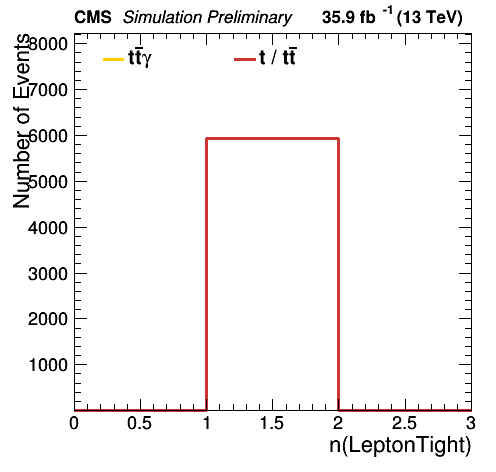 CMS Simulation Preliminary 35.9 fb⁻¹ (13 TeV)
Number of Events
tt̄γ
t / tt̄
8000
7000
6000
5000
4000
3000
2000
1000
0 0.5 1 1.5 2 2.5 3
n(LeptonTight)